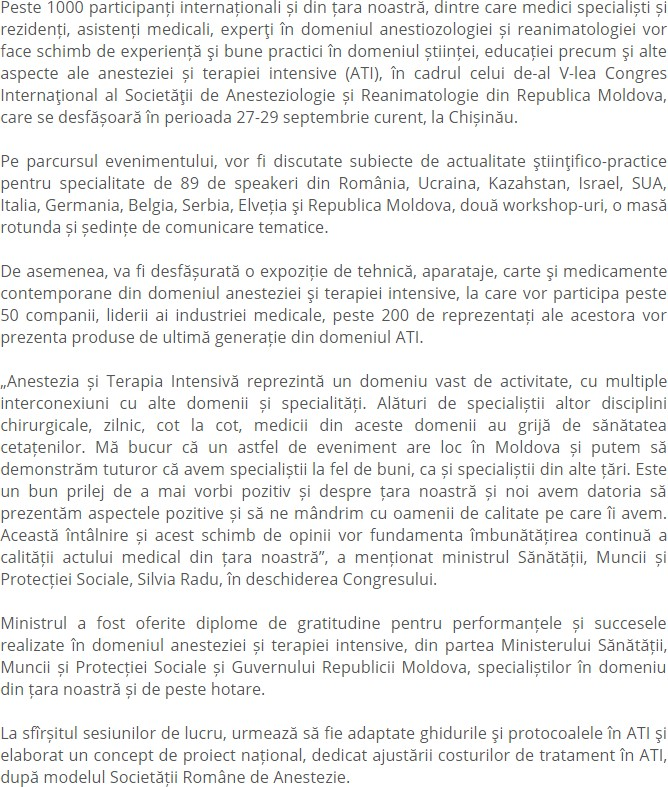 Peste 1000 participanți internaționali și din țara noastră, dintre care medici specialiști și
rezidenți, asistenți medicali, experţi în domeniul anestiozologiei și reanimatologiei vor
face schimb de experiență şi bune practici în domeniul științei, educației precum şi alte
aspecte ale anesteziei și terapiei intensive (ATI), în cadrul celui de-al V-lea Congres
Internaţional al Societăţii de Anesteziologie și Reanimatologie din Republica Moldova,
care se desfășoară în perioada 27-29 septembrie curent, la Chișinău.

Pe parcursul evenimentului, vor fi discutate subiecte de actualitate ştiinţifico-practice
pentru specialitate de 89 de speakeri din România, Ucraina, Kazahstan, Israel, SUA,
Italia, Germania, Belgia, Serbia, Elveția şi Republica Moldova, două workshop-uri, o masă
rotunda și ședințe de comunicare tematice.

De asemenea, va fi desfășurată o expoziție de tehnică, aparataje, carte şi medicamente
contemporane din domeniul anesteziei şi terapiei intensive, la care vor participa peste
50 companii, liderii ai industriei medicale, peste 200 de reprezentați ale acestora vor
prezenta produse de ultimă generație din domeniul ATI.

„Anestezia și Terapia Intensivă reprezintă un domeniu vast de activitate, cu multiple
interconexiuni cu alte domenii și specialități. Alături de specialiștii altor disciplini
chirurgicale, zilnic, cot la cot, medicii din aceste domenii au grijă de sănătatea
cetațenilor. Mă bucur că un astfel de eveniment are loc în Moldova și putem să
demonstrăm tuturor că avem specialiștii la fel de buni, ca și specialiștii din alte țări. Este
un bun prilej de a mai vorbi pozitiv și despre țara noastră și noi avem datoria să
prezentăm aspectele pozitive și să ne mândrim cu oamenii de calitate pe care îi avem.
Această întâlnire și acest schimb de opinii vor fundamenta îmbunătățirea continuă a
calității actului medical din țara noastră”, a menționat ministrul Sănătății, Muncii și
Protecției Sociale, Silvia Radu, în deschiderea Congresului.

Ministrul a fost oferite diplome de gratitudine pentru performanțele și succesele
realizate în domeniul anesteziei și terapiei intensive, din partea Ministerului Sănătății,
Muncii și Protecției Sociale și Guvernului Republicii Moldova, specialiștilor în domeniu
din țara noastră și de peste hotare.

La sfîrșitul sesiunilor de lucru, urmează să fie adaptate ghidurile şi protocoalele în ATI şi
elaborat un concept de proiect național, dedicat ajustării costurilor de tratament în ATI,
după modelul Societății Române de Anestezie.